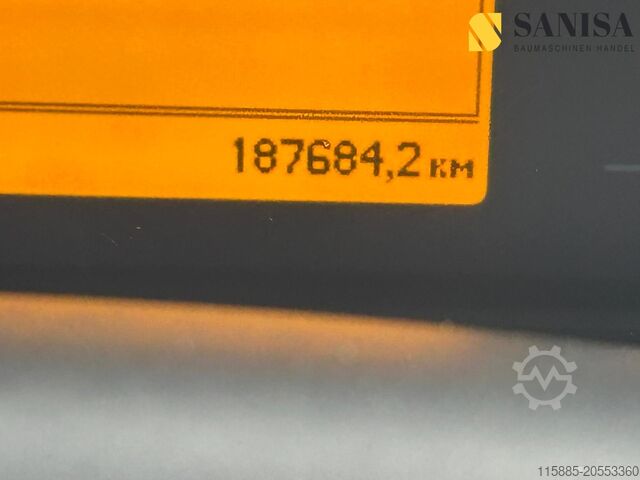 SANISA
BAUMASCHINEN HANDEL
187684,2 км
115885-20553360